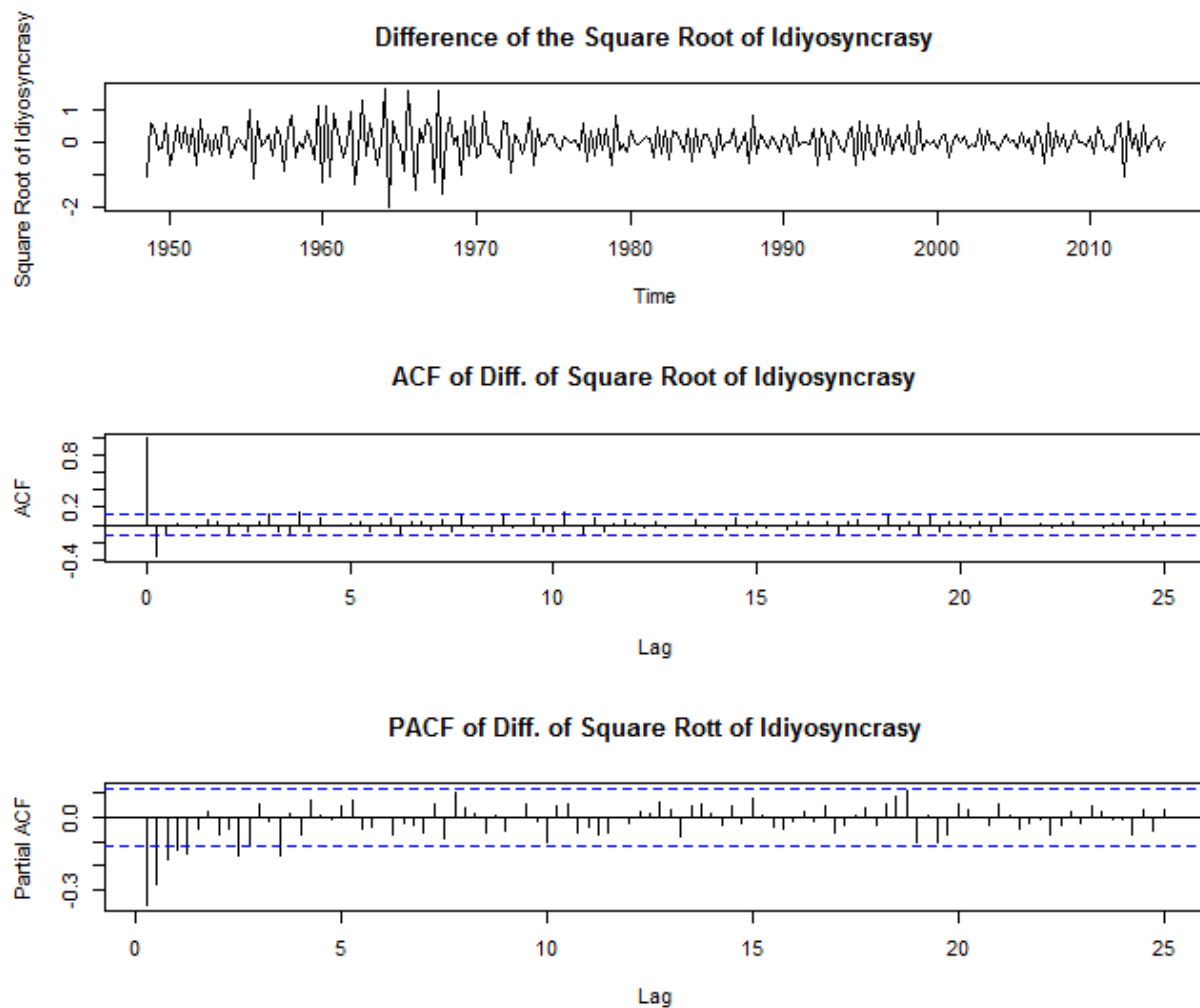 Difference of the Square Root of Idiyosyncrasy
Square Root of Idiyosyncrasy
1
0
-2
1950 1960 1970 1980 1990 2000 2010
Time
ACF of Diff. of Square Root of Idiyosyncrasy
ACF
0.8
0.2
-0.4
0 5 10 15 20 25
Lag
PACF of Diff. of Square Rott of Idiyosyncrasy
Partial ACF
0.0
-0.3
0 5 10 15 20 25
Lag